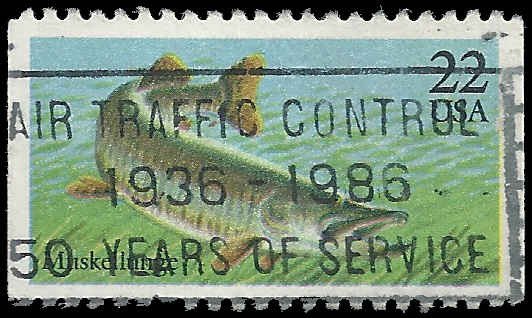 22
USA
AIR TRAFFIC CONTROL
1936 - 1986
Muskellunge
50 YEARS OF SERVICE